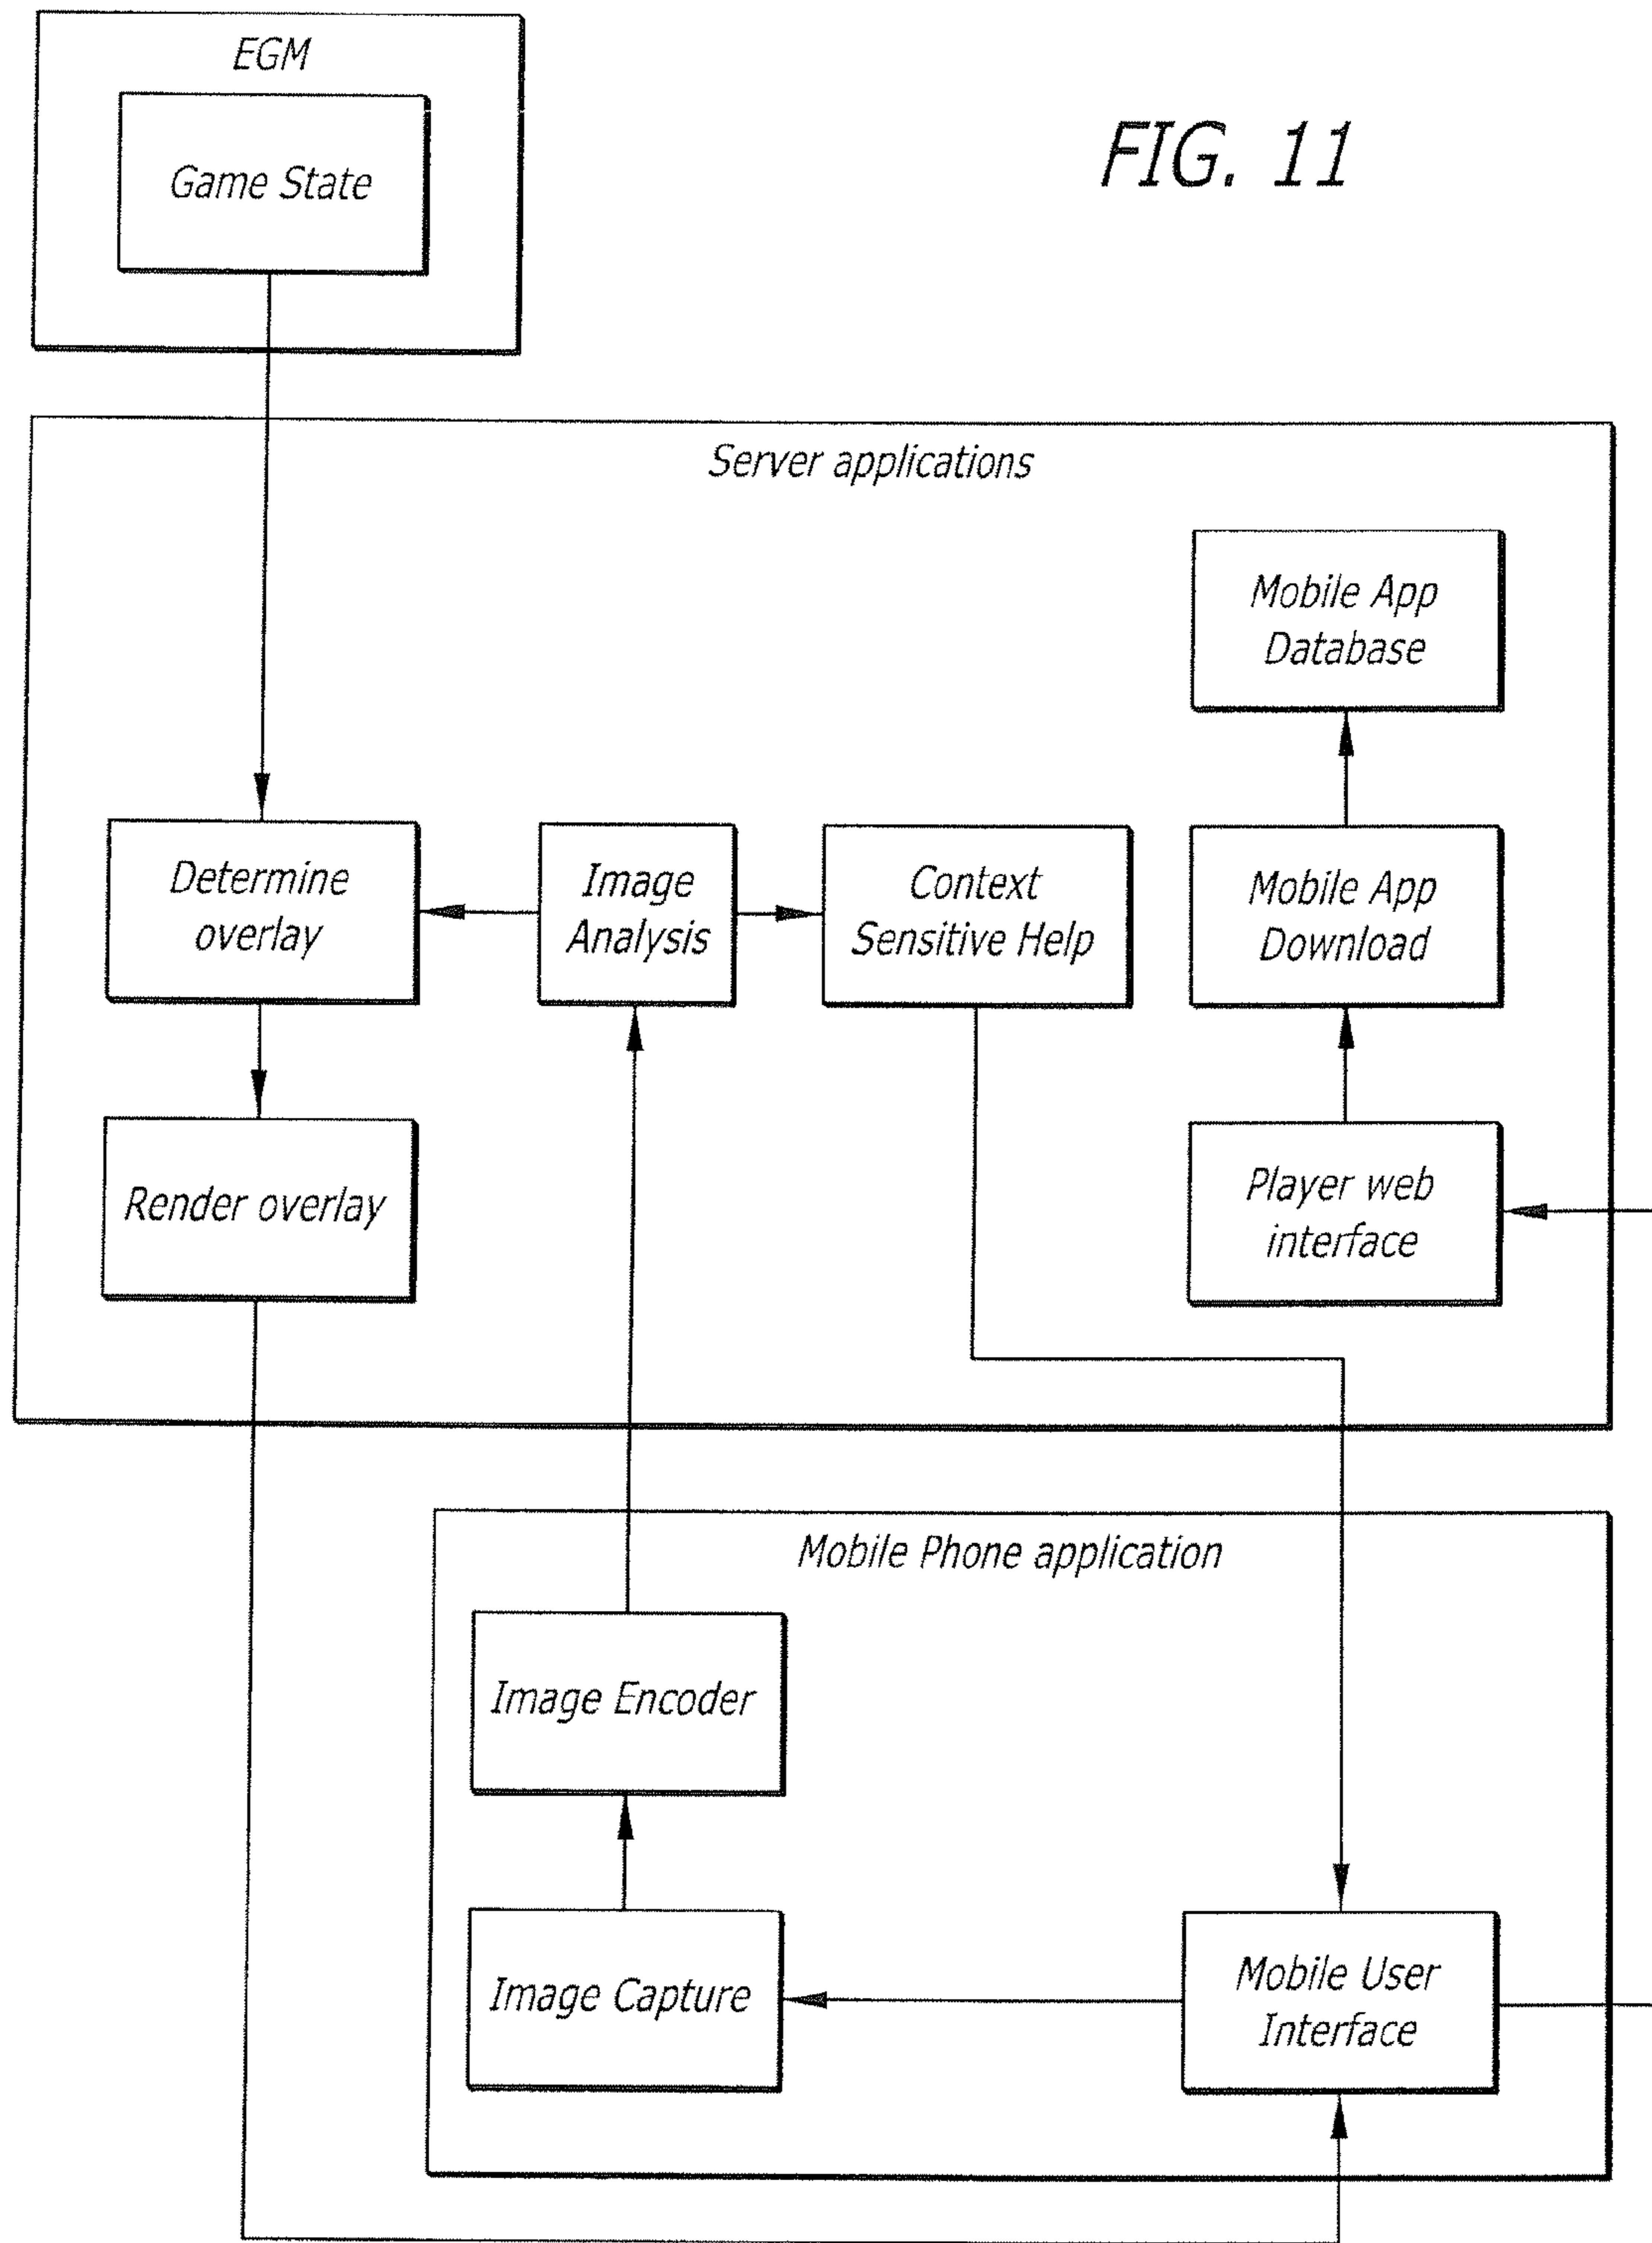 EGM
Game State
FIG. 11
Server applications
Mobile App
Database
Determine
overlay
Image
Analysis
Context
Sensitive Help
Mobile App
Download
Render overlay
Player web
interface
Mobile Phone application
Image Encoder
Image Capture
Mobile User
Interface